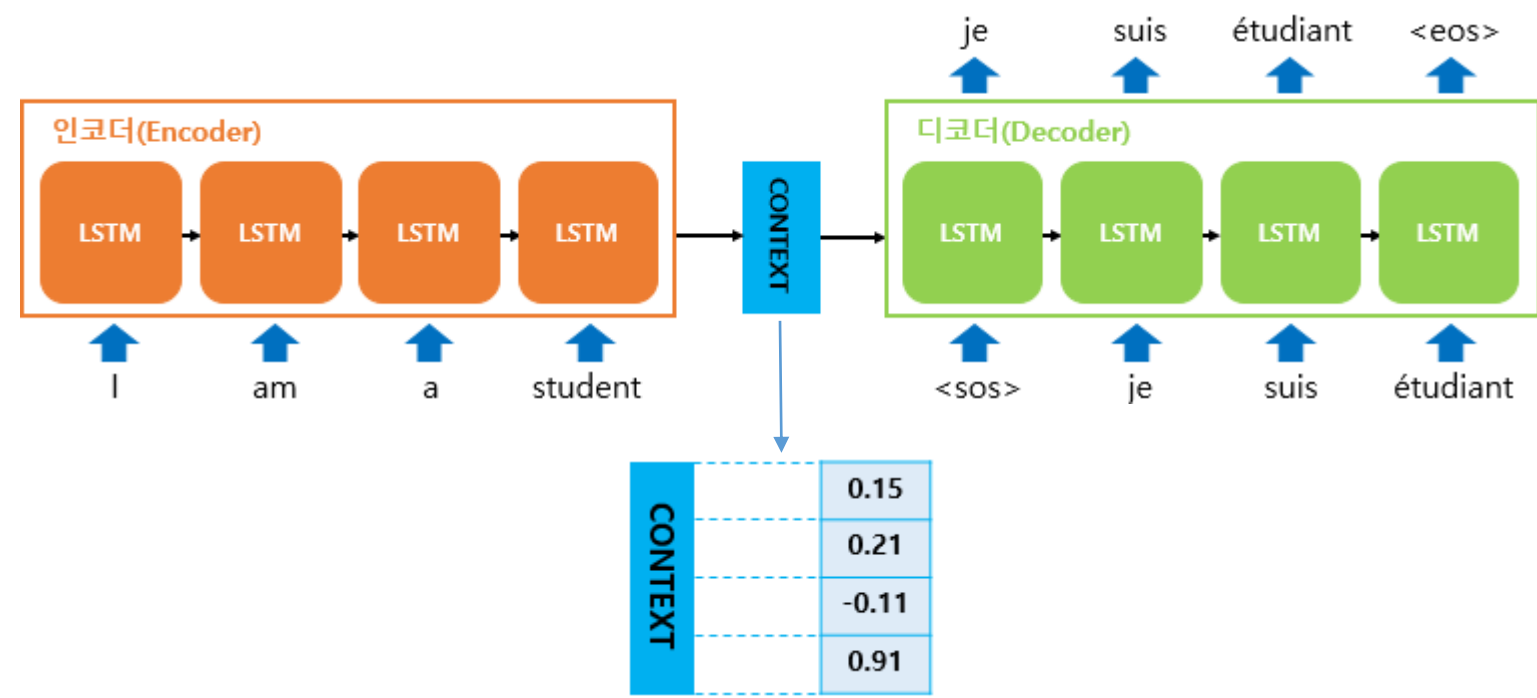 je suis étudiant <eos>
인코더(Encoder)
디코더(Decoder)
LSTM LSTM LSTM LSTM
CONTEXT
LSTM LSTM LSTM LSTM
I am a student
<sos> je suis étudiant
CONTEXT
0.15
0.21
-0.11
0.91